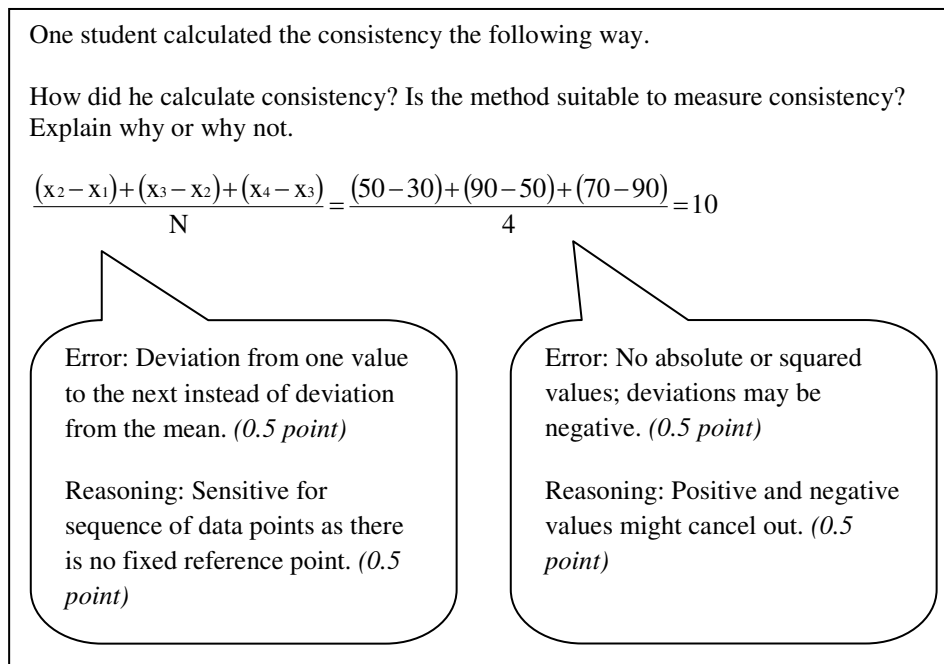 One student calculated the consistency the following way.
How did he calculate consistency? Is the method suitable to measure consistency?
Explain why or why not.
(x₂ − x₁) + (x₃ − x₂) + (x₄ − x₃) / N = (50 − 30) + (90 − 50) + (70 − 90) / 4 = 10
Error: Deviation from one value
to the next instead of deviation
from the mean. (0.5 point)
Reasoning: Sensitive for
sequence of data points as there
is no fixed reference point. (0.5
point)
Error: No absolute or squared
values; deviations may be
negative. (0.5 point)
Reasoning: Positive and negative
values might cancel out. (0.5
point)